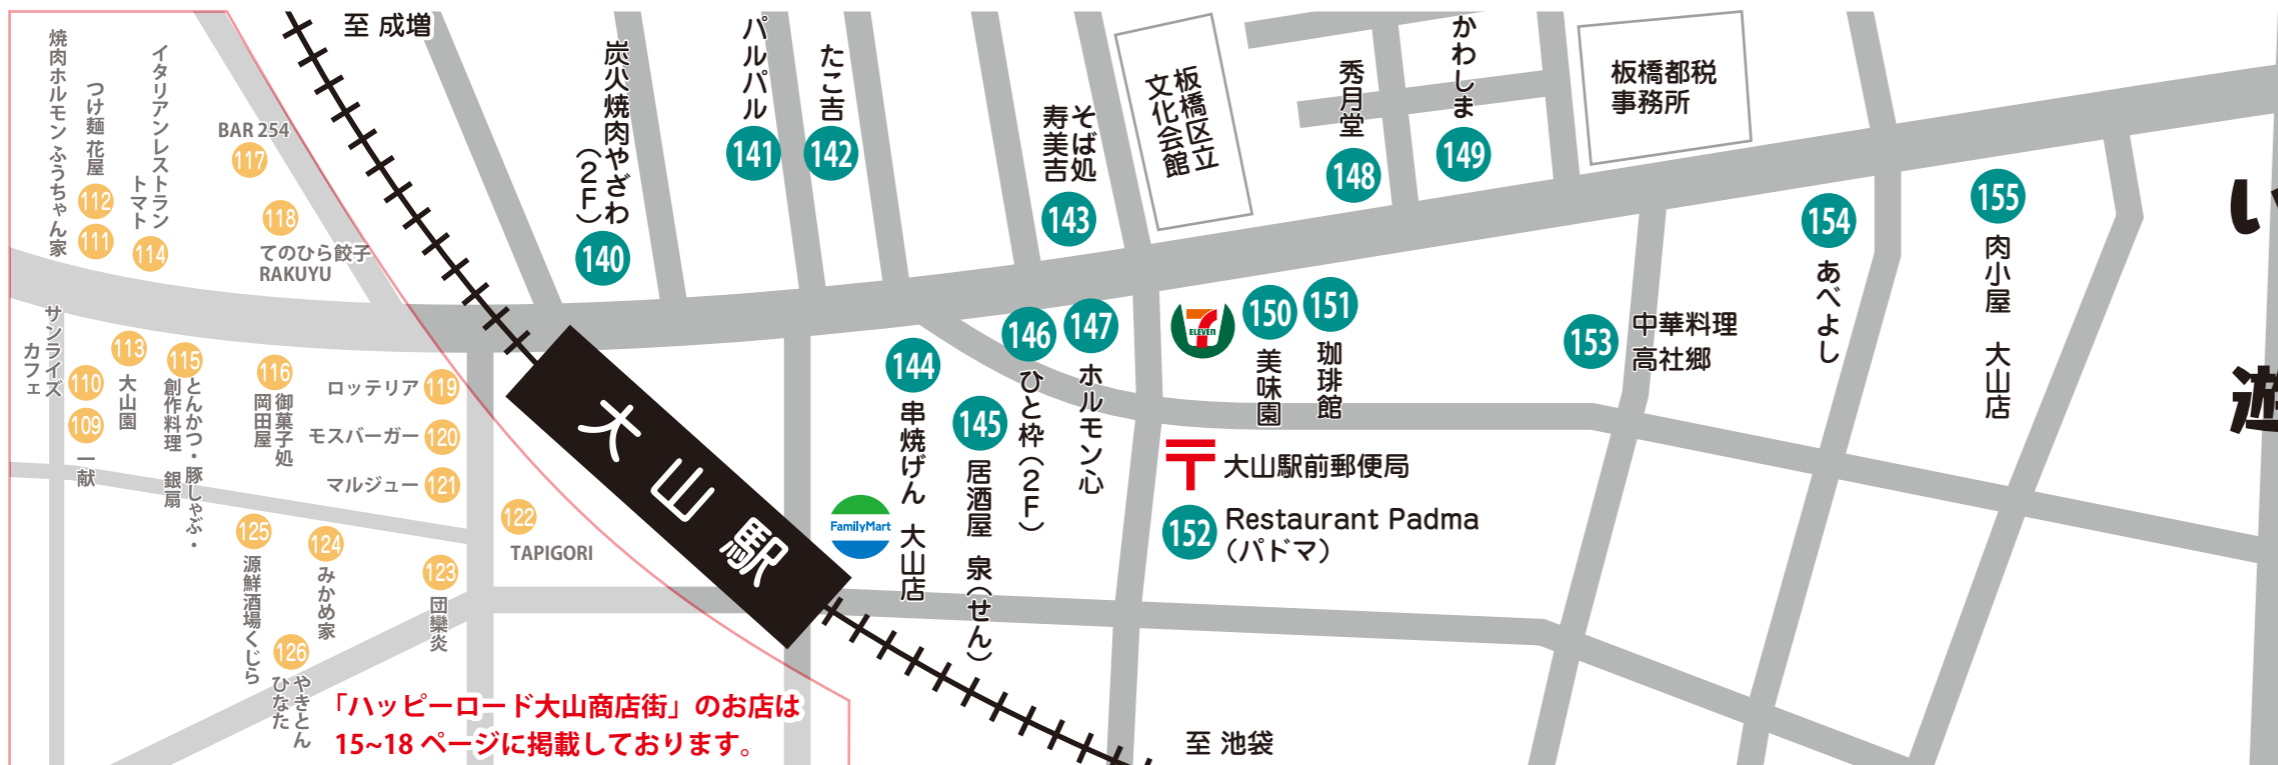 至 成増
焼肉ホルモン ふうちゃん家
111
つけ麺 花屋
112
イタリアンレストラン
トマト
114
BAR 254
117
118
てのひら餃子
RAKUYU
サンライズ
カフェ
110
109
一献
113
大山園
115
とんかつ・豚しゃぶ・
創作料理 銀扇
116
御菓子処
岡田屋
ロッテリア 119
モスバーガー 120
マルジュー 121
122
TAPIGORI
123
団欒炎
124
みかめ家
125
源鮮酒場くじら
126
やきとん
ひなた
「ハッピーロード大山商店街」のお店は
15~18 ページに掲載しております。
大山駅
炭火焼肉やざわ
(2F)
140
パルパル
141
たこ吉
142
そば処
寿美吉
143
板橋区立
文化会館
秀月堂
148
かわしま
149
板橋都税
事務所
144
串焼げん 大山店
145
居酒屋 泉(せん)
146
ひと枠(2F)
147
ホルモン心
FamilyMart
7
ELEVEN
150
美味園
151
珈琲館
〒 大山駅前郵便局
152
Restaurant Padma
(パドマ)
153
中華料理
高社郷
154
あべよし
155
肉小屋 大山店
至 池袋
い
遊